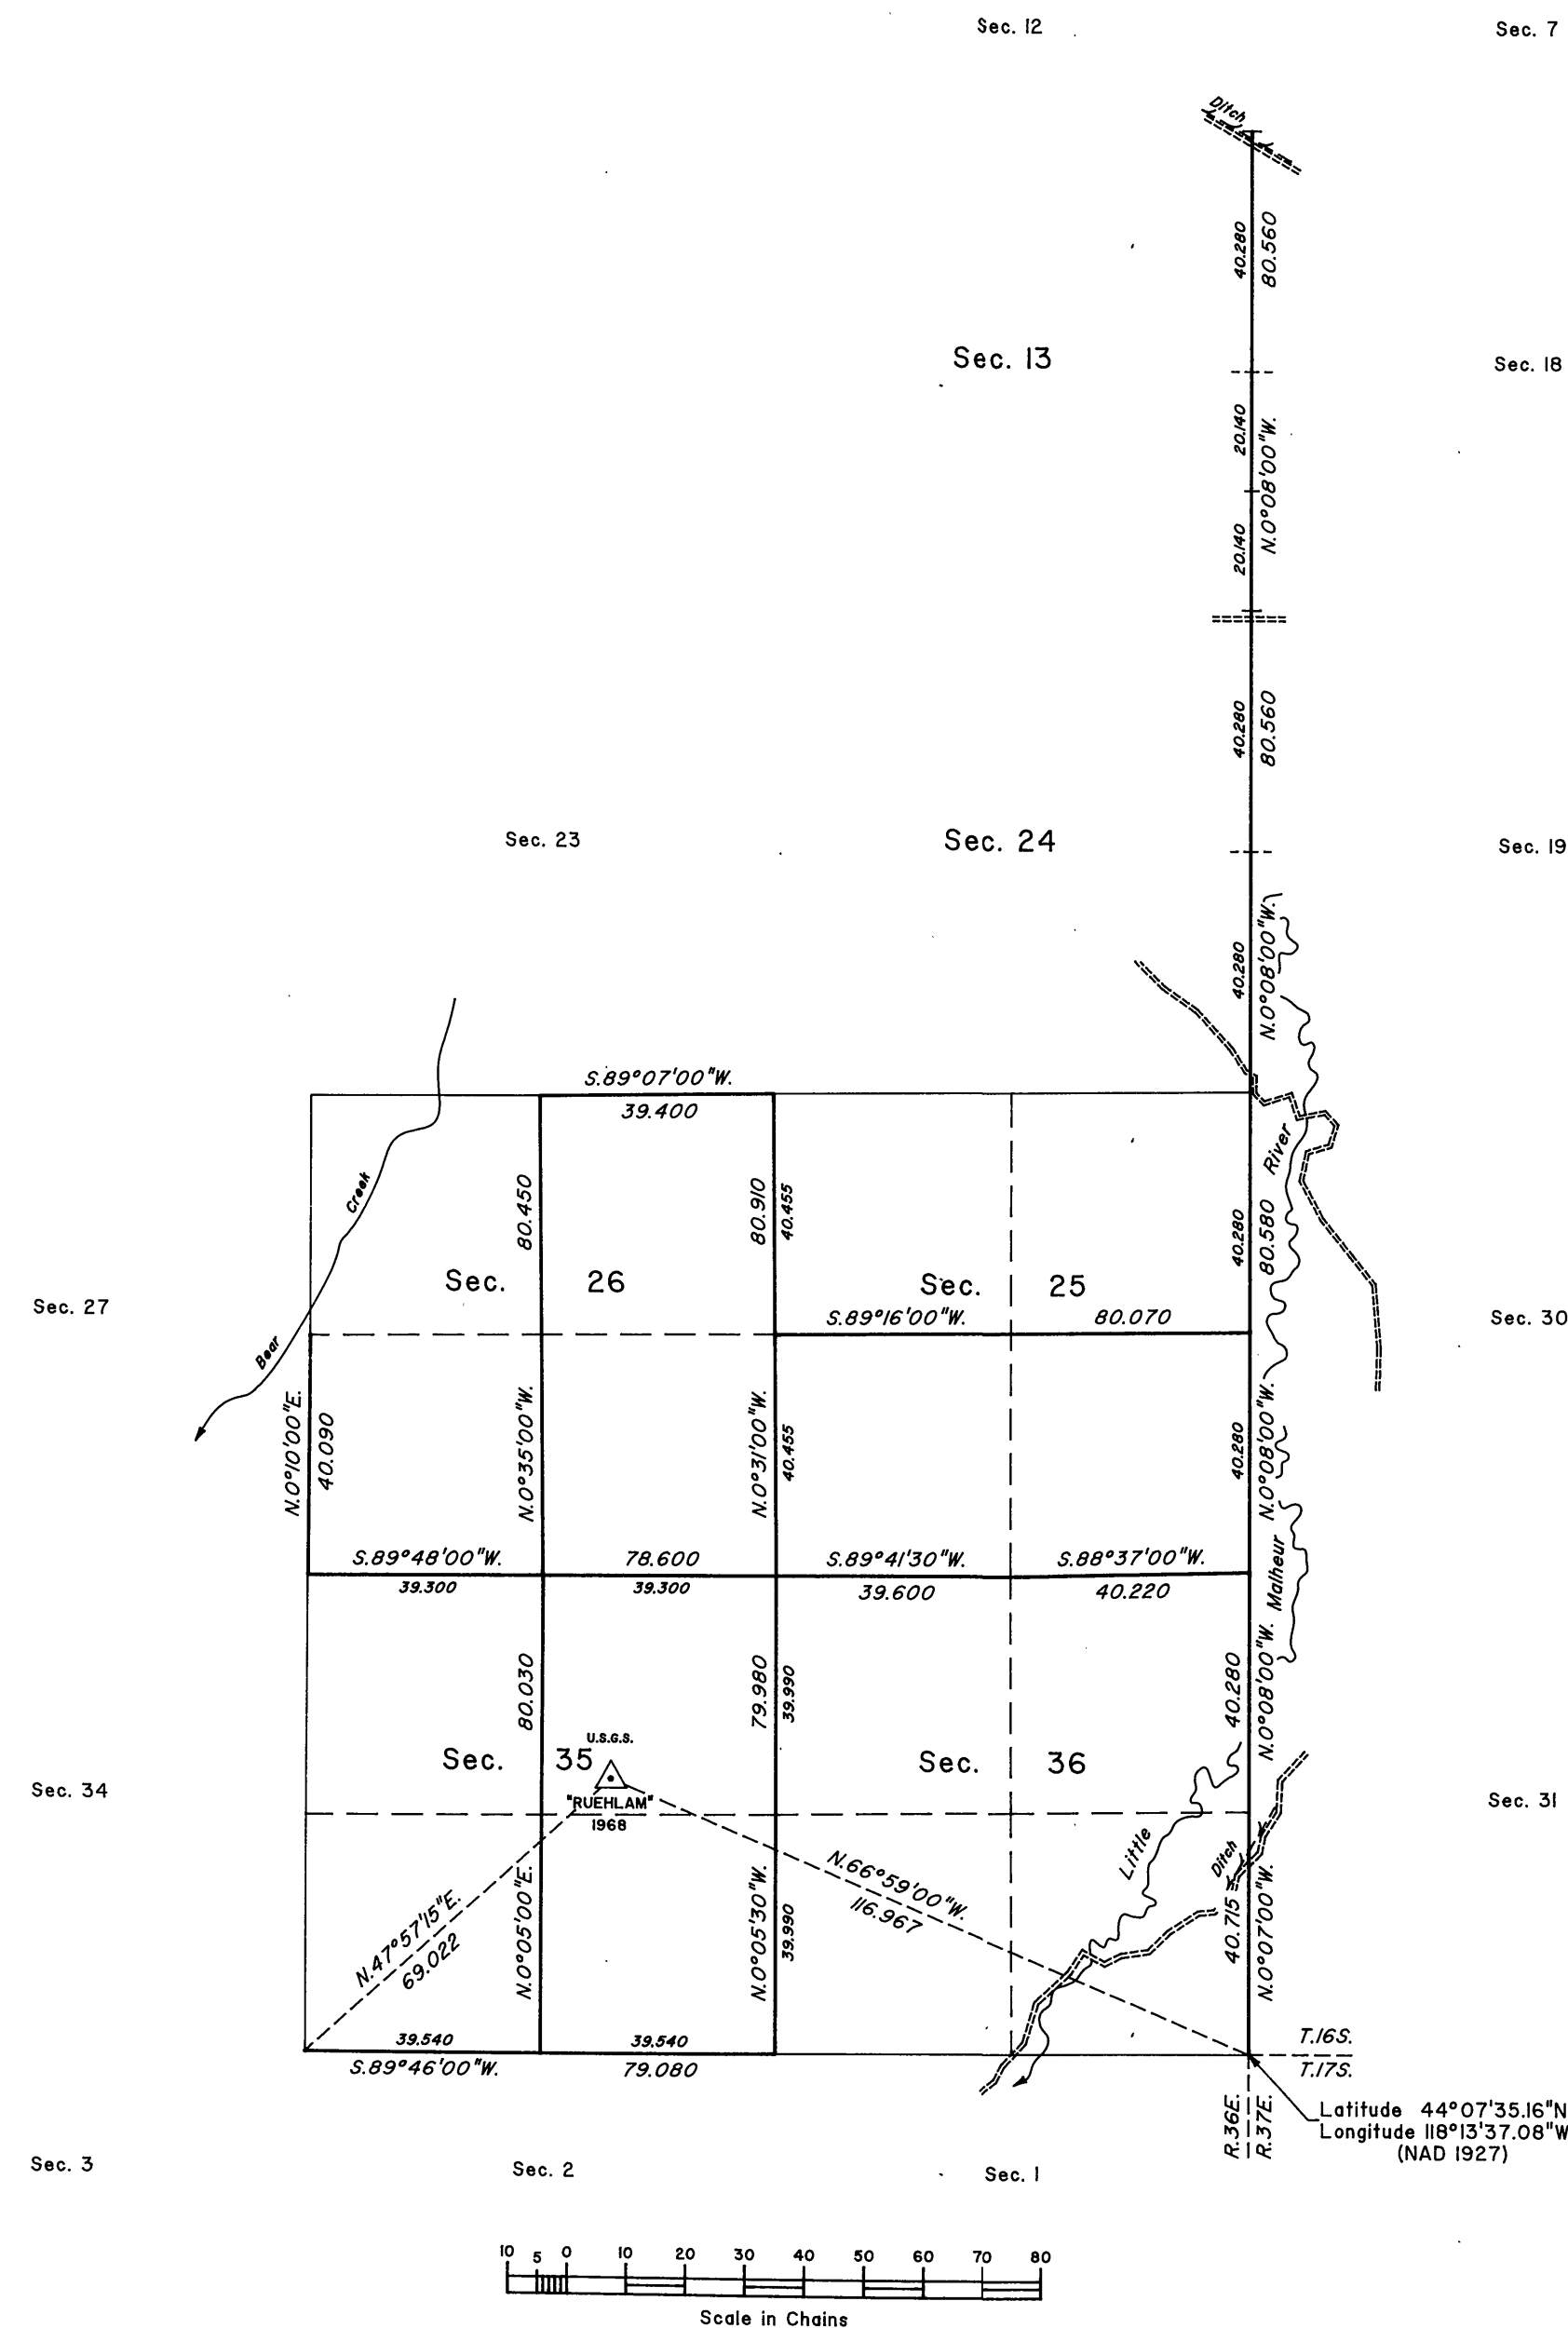 Sec. 12
Sec. 7
Ditch
40.280
80.560
Sec. 13
Sec. 18
20.140
N.0°08'00"W.
20.140
40.280
80.560
Sec. 23
Sec. 24
Sec. 19
40.280
N.0°08'00"W.
S.89°07'00"W.
39.400
River
Creek
80.450
80.910
40.455
40.280
80.580
Sec. 26
Sec. 25
Sec. 27
Sec. 30
S.89°16'00"W.
80.070
Bear
N.0°10'00"E.
40.090
N.0°35'00"W.
N.0°31'00"W.
40.455
40.280
N.0°08'00"W.
S.89°48'00"W.
78.600
S.89°41'30"W.
S.88°37'00"W.
39.300
39.300
39.600
40.220
Malheur
80.030
79.980
39.990
40.280
N.0°08'00"W.
U.S.G.S.
Sec. 35
Sec. 36
Sec. 34
Sec. 31
"RUEHLAM"
1968
Little
Ditch
N.66°59'00"W.
116.967
N.47°57'15"E.
69.022
N.0°05'00"E.
N.0°05'30"W.
39.990
40.715
N.0°07'00"W.
39.540
39.540
S.89°46'00"W.
79.080
T.16S.
T.17S.
R.36E.
R.37E.
Latitude 44°07'35.16"N
Longitude 118°13'37.08"W
(NAD 1927)
Sec. 3
Sec. 2
Sec. 1
10 5 0 10 20 30 40 50 60 70 80
Scale in Chains